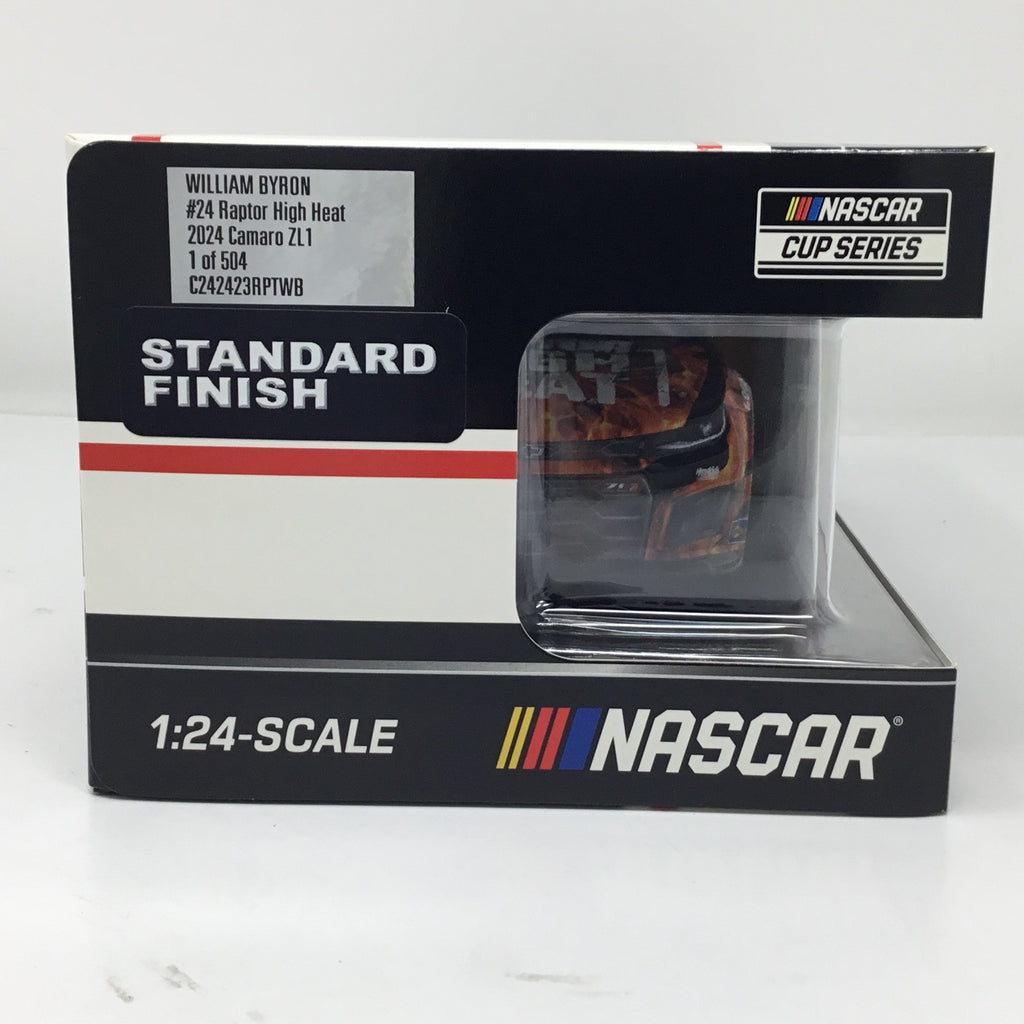 WILLIAM BYRON
#24 Raptor High Heat
2024 Camaro ZL1
1 of 504
C242423RPTWB
NASCAR
CUP SERIES
STANDARD
FINISH
ZL1
1:24-SCALE
NASCAR®